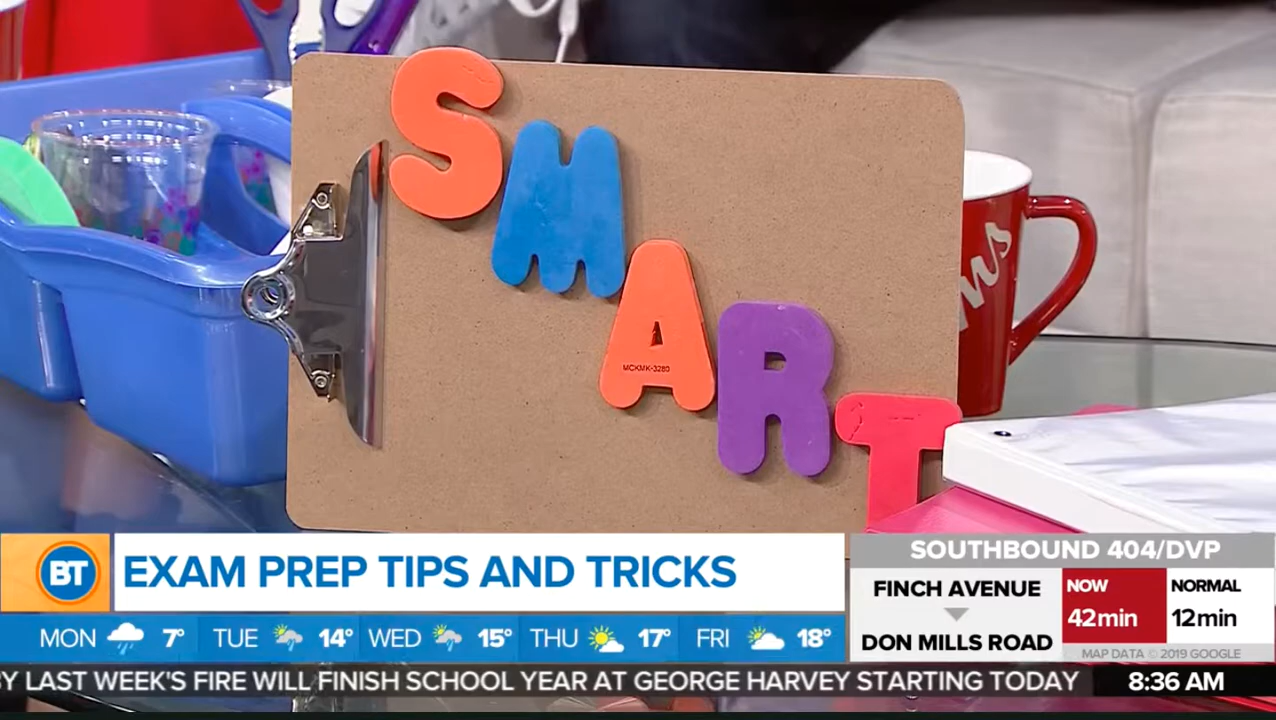 SMART
MCKMK-3280
ms
BT
EXAM PREP TIPS AND TRICKS
SOUTHBOUND 404/DVP
FINCH AVENUE
DON MILLS ROAD
NOW
42min
NORMAL
12min
MAP DATA © 2019 GOOGLE
MON 7° TUE 14° WED 15° THU 17° FRI 18°
BY LAST WEEK'S FIRE WILL FINISH SCHOOL YEAR AT GEORGE HARVEY STARTING TODAY
8:36 AM